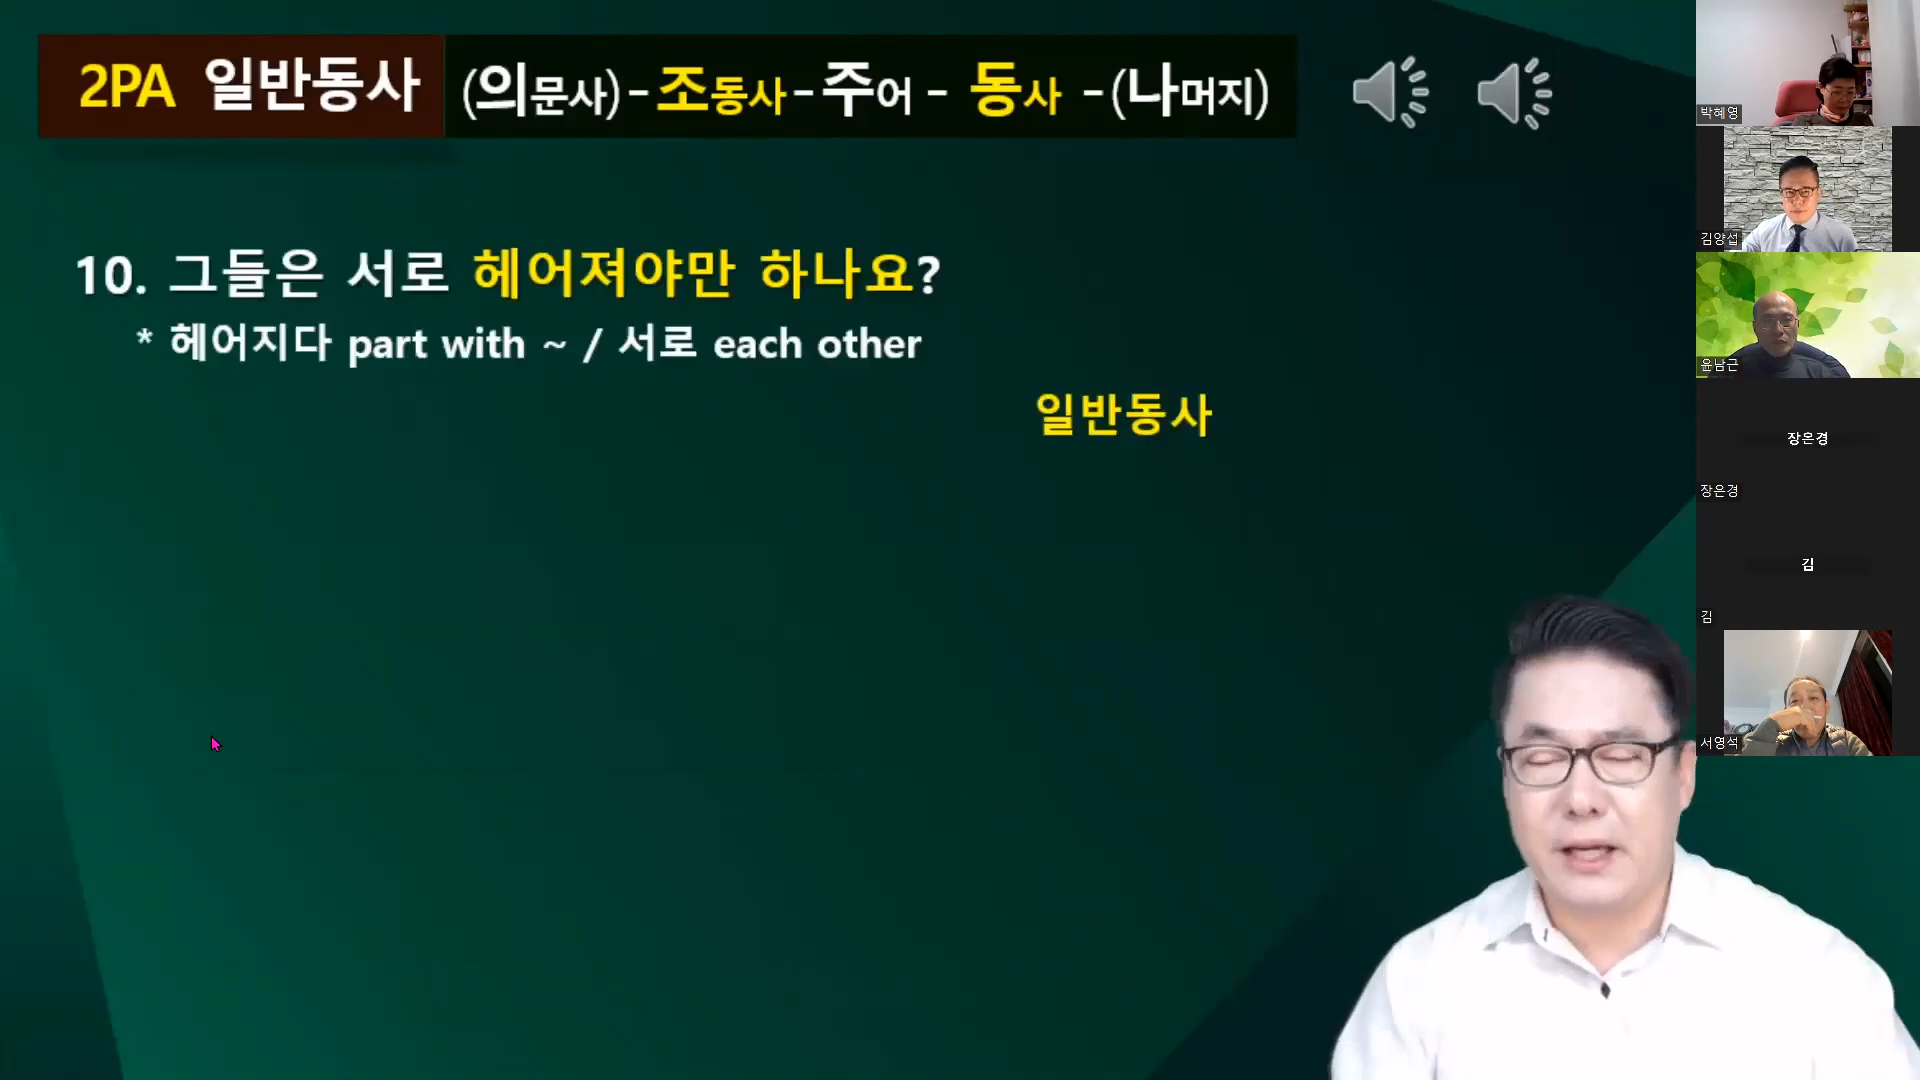 2PA 일반동사 (의문사) - 조동사 - 주어 - 동사 - (나머지)
10. 그들은 서로 헤어져야만 하나요?
* 헤어지다 part with ~ / 서로 each other
일반동사
박혜영
김양섭
윤남근
장은경
장은경
김
김
서영석